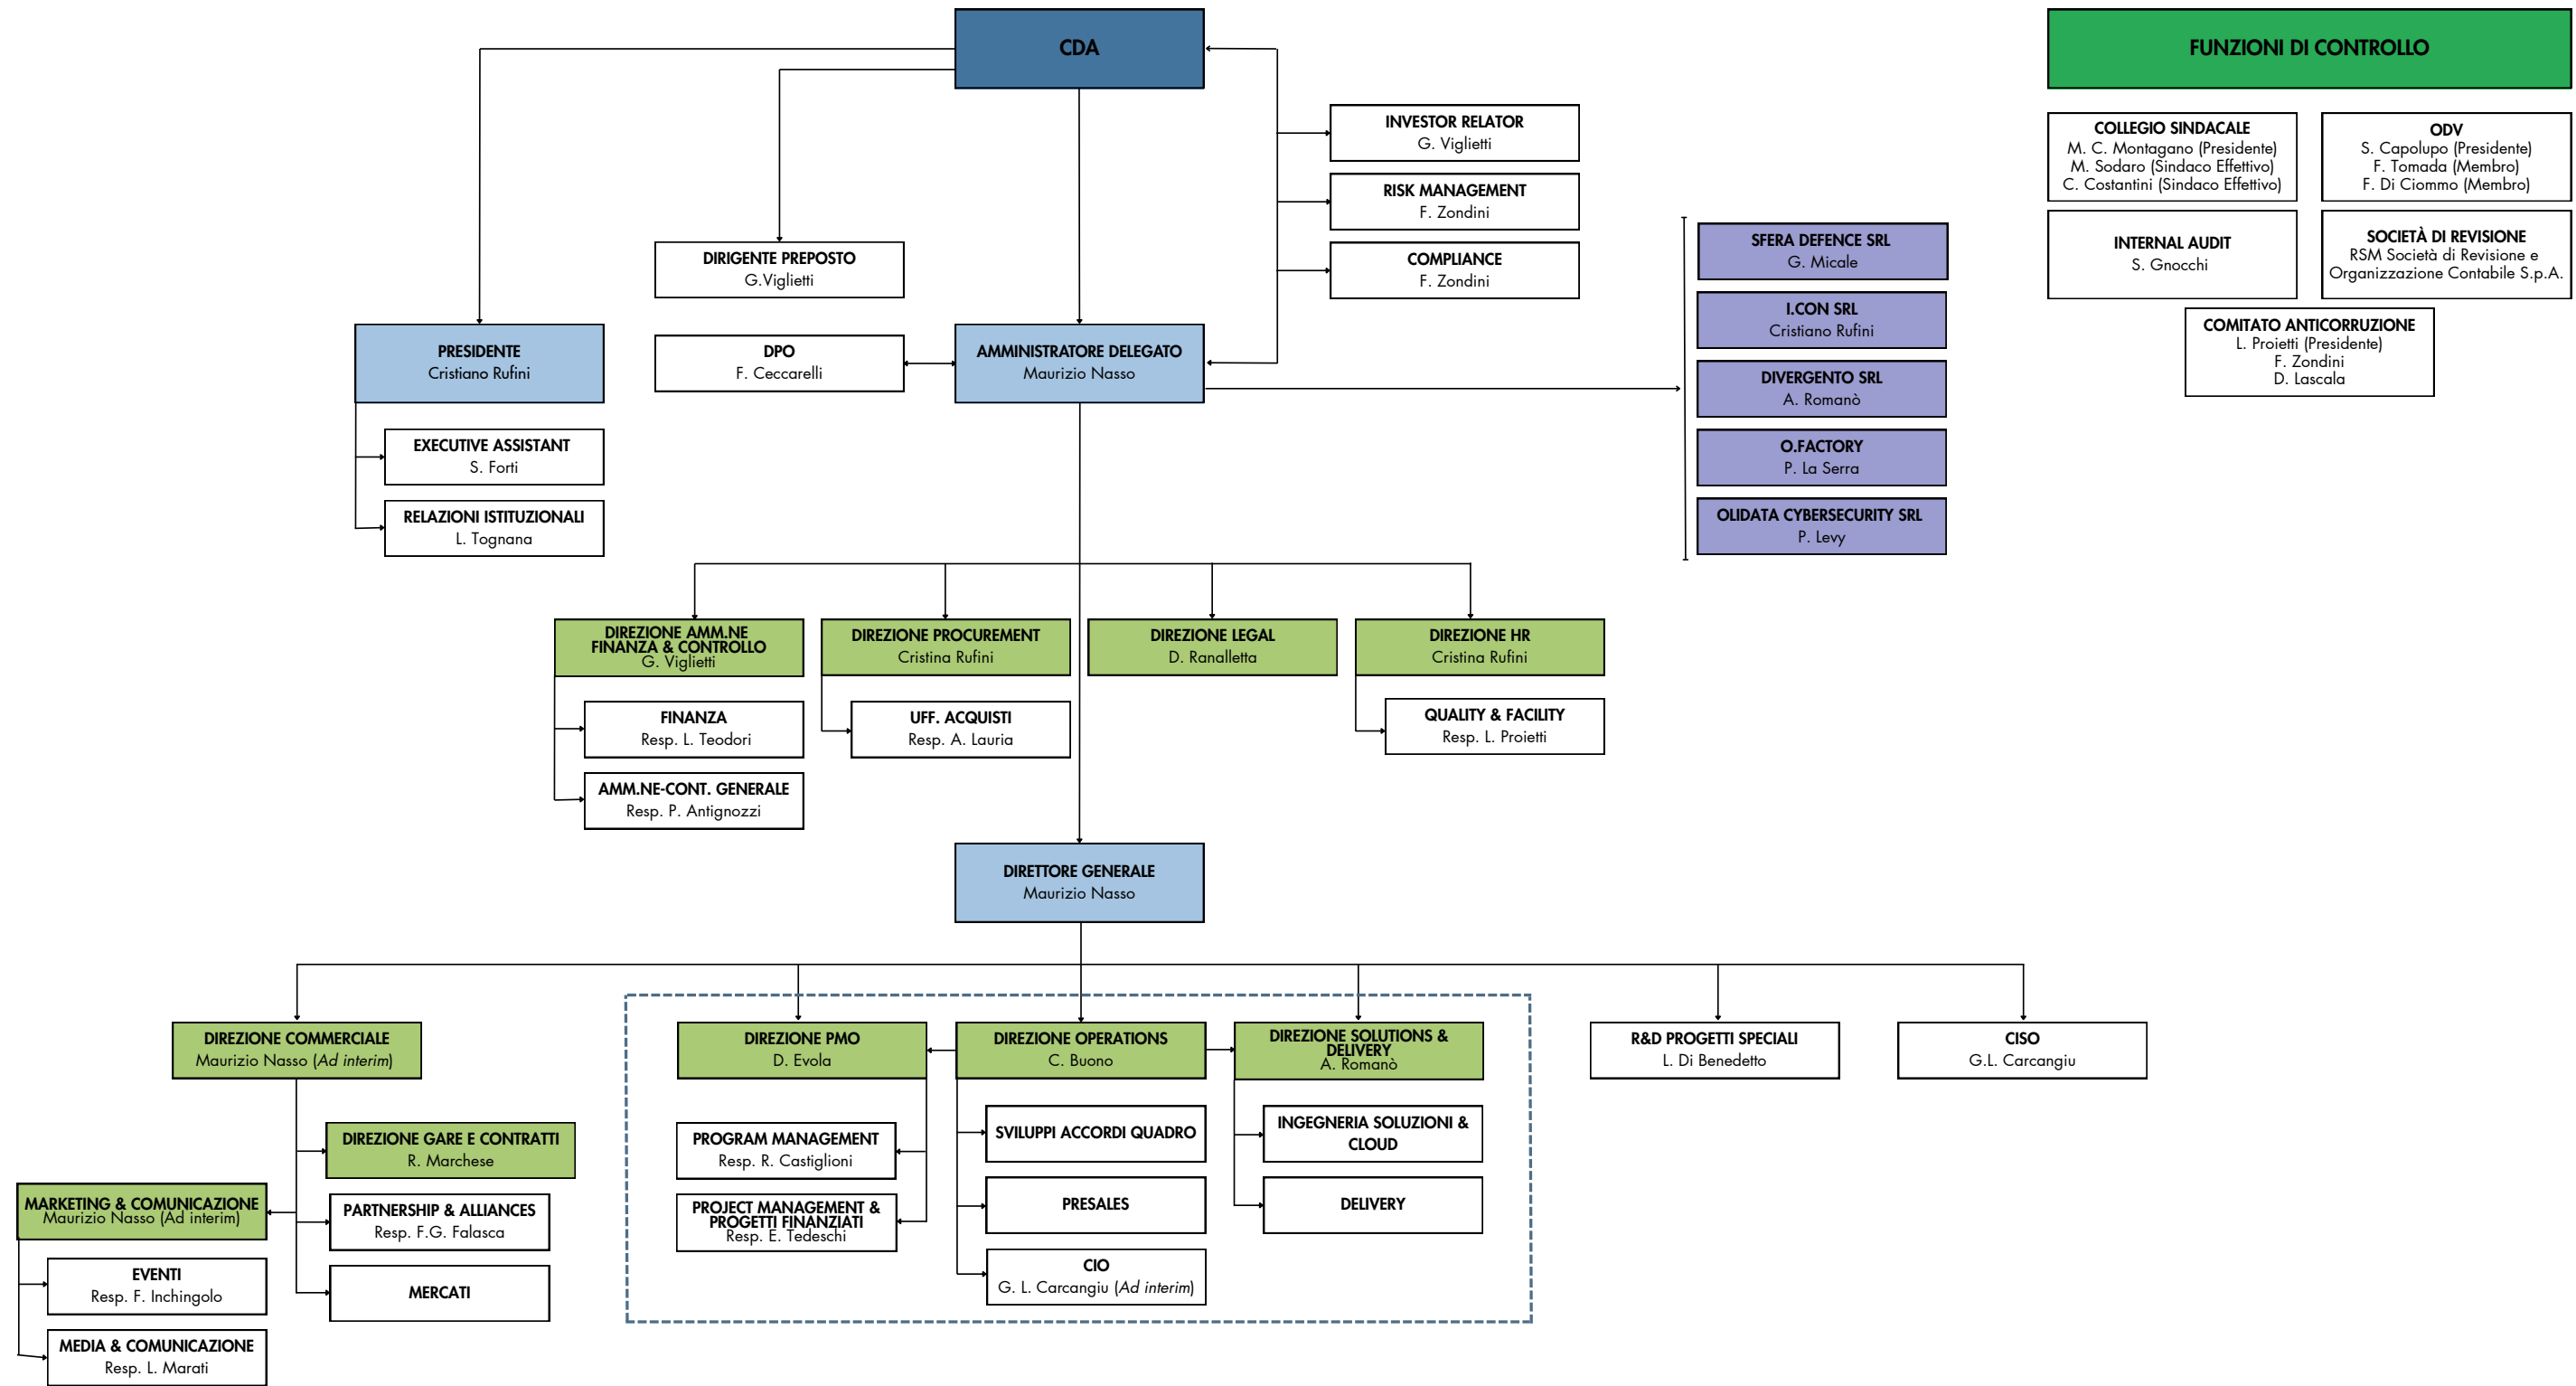 CDA
FUNZIONI DI CONTROLLO
INVESTOR RELATOR
G. Viglietti
RISK MANAGEMENT
F. Zondini
COMPLIANCE
F. Zondini
COLLEGIO SINDACALE
M. C. Montagano (Presidente)
M. Sodaro (Sindaco Effettivo)
C. Costantini (Sindaco Effettivo)
ODV
S. Capolupo (Presidente)
F. Tomada (Membro)
F. Di Ciommo (Membro)
INTERNAL AUDIT
S. Gnocchi
SOCIETÀ DI REVISIONE
RSM Società di Revisione e
Organizzazione Contabile S.p.A.
COMITATO ANTICORRUZIONE
L. Proietti (Presidente)
F. Zondini
D. Lascala
DIRIGENTE PREPOSTO
G.Viglietti
PRESIDENTE
Cristiano Rufini
DPO
F. Ceccarelli
AMMINISTRATORE DELEGATO
Maurizio Nasso
SFERA DEFENCE SRL
G. Micale
I.CON SRL
Cristiano Rufini
DIVERGENTO SRL
A. Romanò
O.FACTORY
P. La Serra
OLIDATA CYBERSECURITY SRL
P. Levy
EXECUTIVE ASSISTANT
S. Forti
RELAZIONI ISTITUZIONALI
L. Tognana
DIREZIONE AMM.NE
FINANZA & CONTROLLO
G. Viglietti
DIREZIONE PROCUREMENT
Cristina Rufini
DIREZIONE LEGAL
D. Ranalletta
DIREZIONE HR
Cristina Rufini
FINANZA
Resp. L. Teodori
AMM.NE-CONT. GENERALE
Resp. P. Antignozzi
UFF. ACQUISTI
Resp. A. Lauria
QUALITY & FACILITY
Resp. L. Proietti
DIRETTORE GENERALE
Maurizio Nasso
DIREZIONE COMMERCIALE
Maurizio Nasso (Ad interim)
DIREZIONE PMO
D. Evola
DIREZIONE OPERATIONS
C. Buono
DIREZIONE SOLUTIONS &
DELIVERY
A. Romanò
R&D PROGETTI SPECIALI
L. Di Benedetto
CISO
G.L. Carcangiu
DIREZIONE GARE E CONTRATTI
R. Marchese
MARKETING & COMUNICAZIONE
Maurizio Nasso (Ad interim)
PARTNERSHIP & ALLIANCES
Resp. F.G. Falasca
EVENTI
Resp. F. Inchingolo
MERCATI
MEDIA & COMUNICAZIONE
Resp. L. Marati
PROGRAM MANAGEMENT
Resp. R. Castiglioni
PROJECT MANAGEMENT &
PROGETTI FINANZIATI
Resp. E. Tedeschi
SVILUPPI ACCORDI QUADRO
PRESALES
CIO
G. L. Carcangiu (Ad interim)
INGEGNERIA SOLUZIONI &
CLOUD
DELIVERY